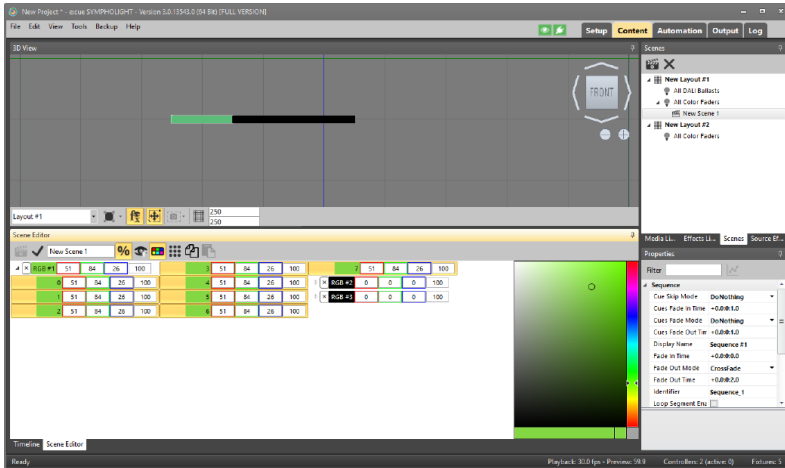 New Project * - ecue SYMPHOLIGHT - Version 3.0.13543.0 (64 Bit) [FULL VERSION]
File Edit View Tools Backup Help
Setup Content Automation Output Log
3D View
FRONT
Layout #1
250
250
Scene Editor
New Scene 1 %
RGB #1 51 84 26 100 3 51 84 26 100 7 51 84 26 100
0 51 84 26 100 4 51 84 26 100 RGB #2 0 0 0 100
1 51 84 26 100 5 51 84 26 100 RGB #3 0 0 0 100
2 51 84 26 100 6 51 84 26 100
Timeline Scene Editor
Scenes
New Layout #1
All DALI Ballasts
All Color Faders
New Scene 1
New Layout #2
All Color Faders
Media Li... Effects Li... Scenes Source Ef...
Properties
Filter
Sequence
Cue Skip Mode DoNothing
Cues Fade In Time +0.0:0:1.0
Cues Fade Mode DoNothing
Cues Fade Out Tim +0.0:0:1.0
Display Name Sequence #1
Fade In Time +0.0:0:0.0
Fade Out Mode CrossFade
Fade Out Time +0.0:0:2.0
Identifier Sequence_1
Loop Segment Ena
Ready Playback: 30.0 fps - Preview: 59.9 Controllers: 2 (active: 0) Fixtures: 5